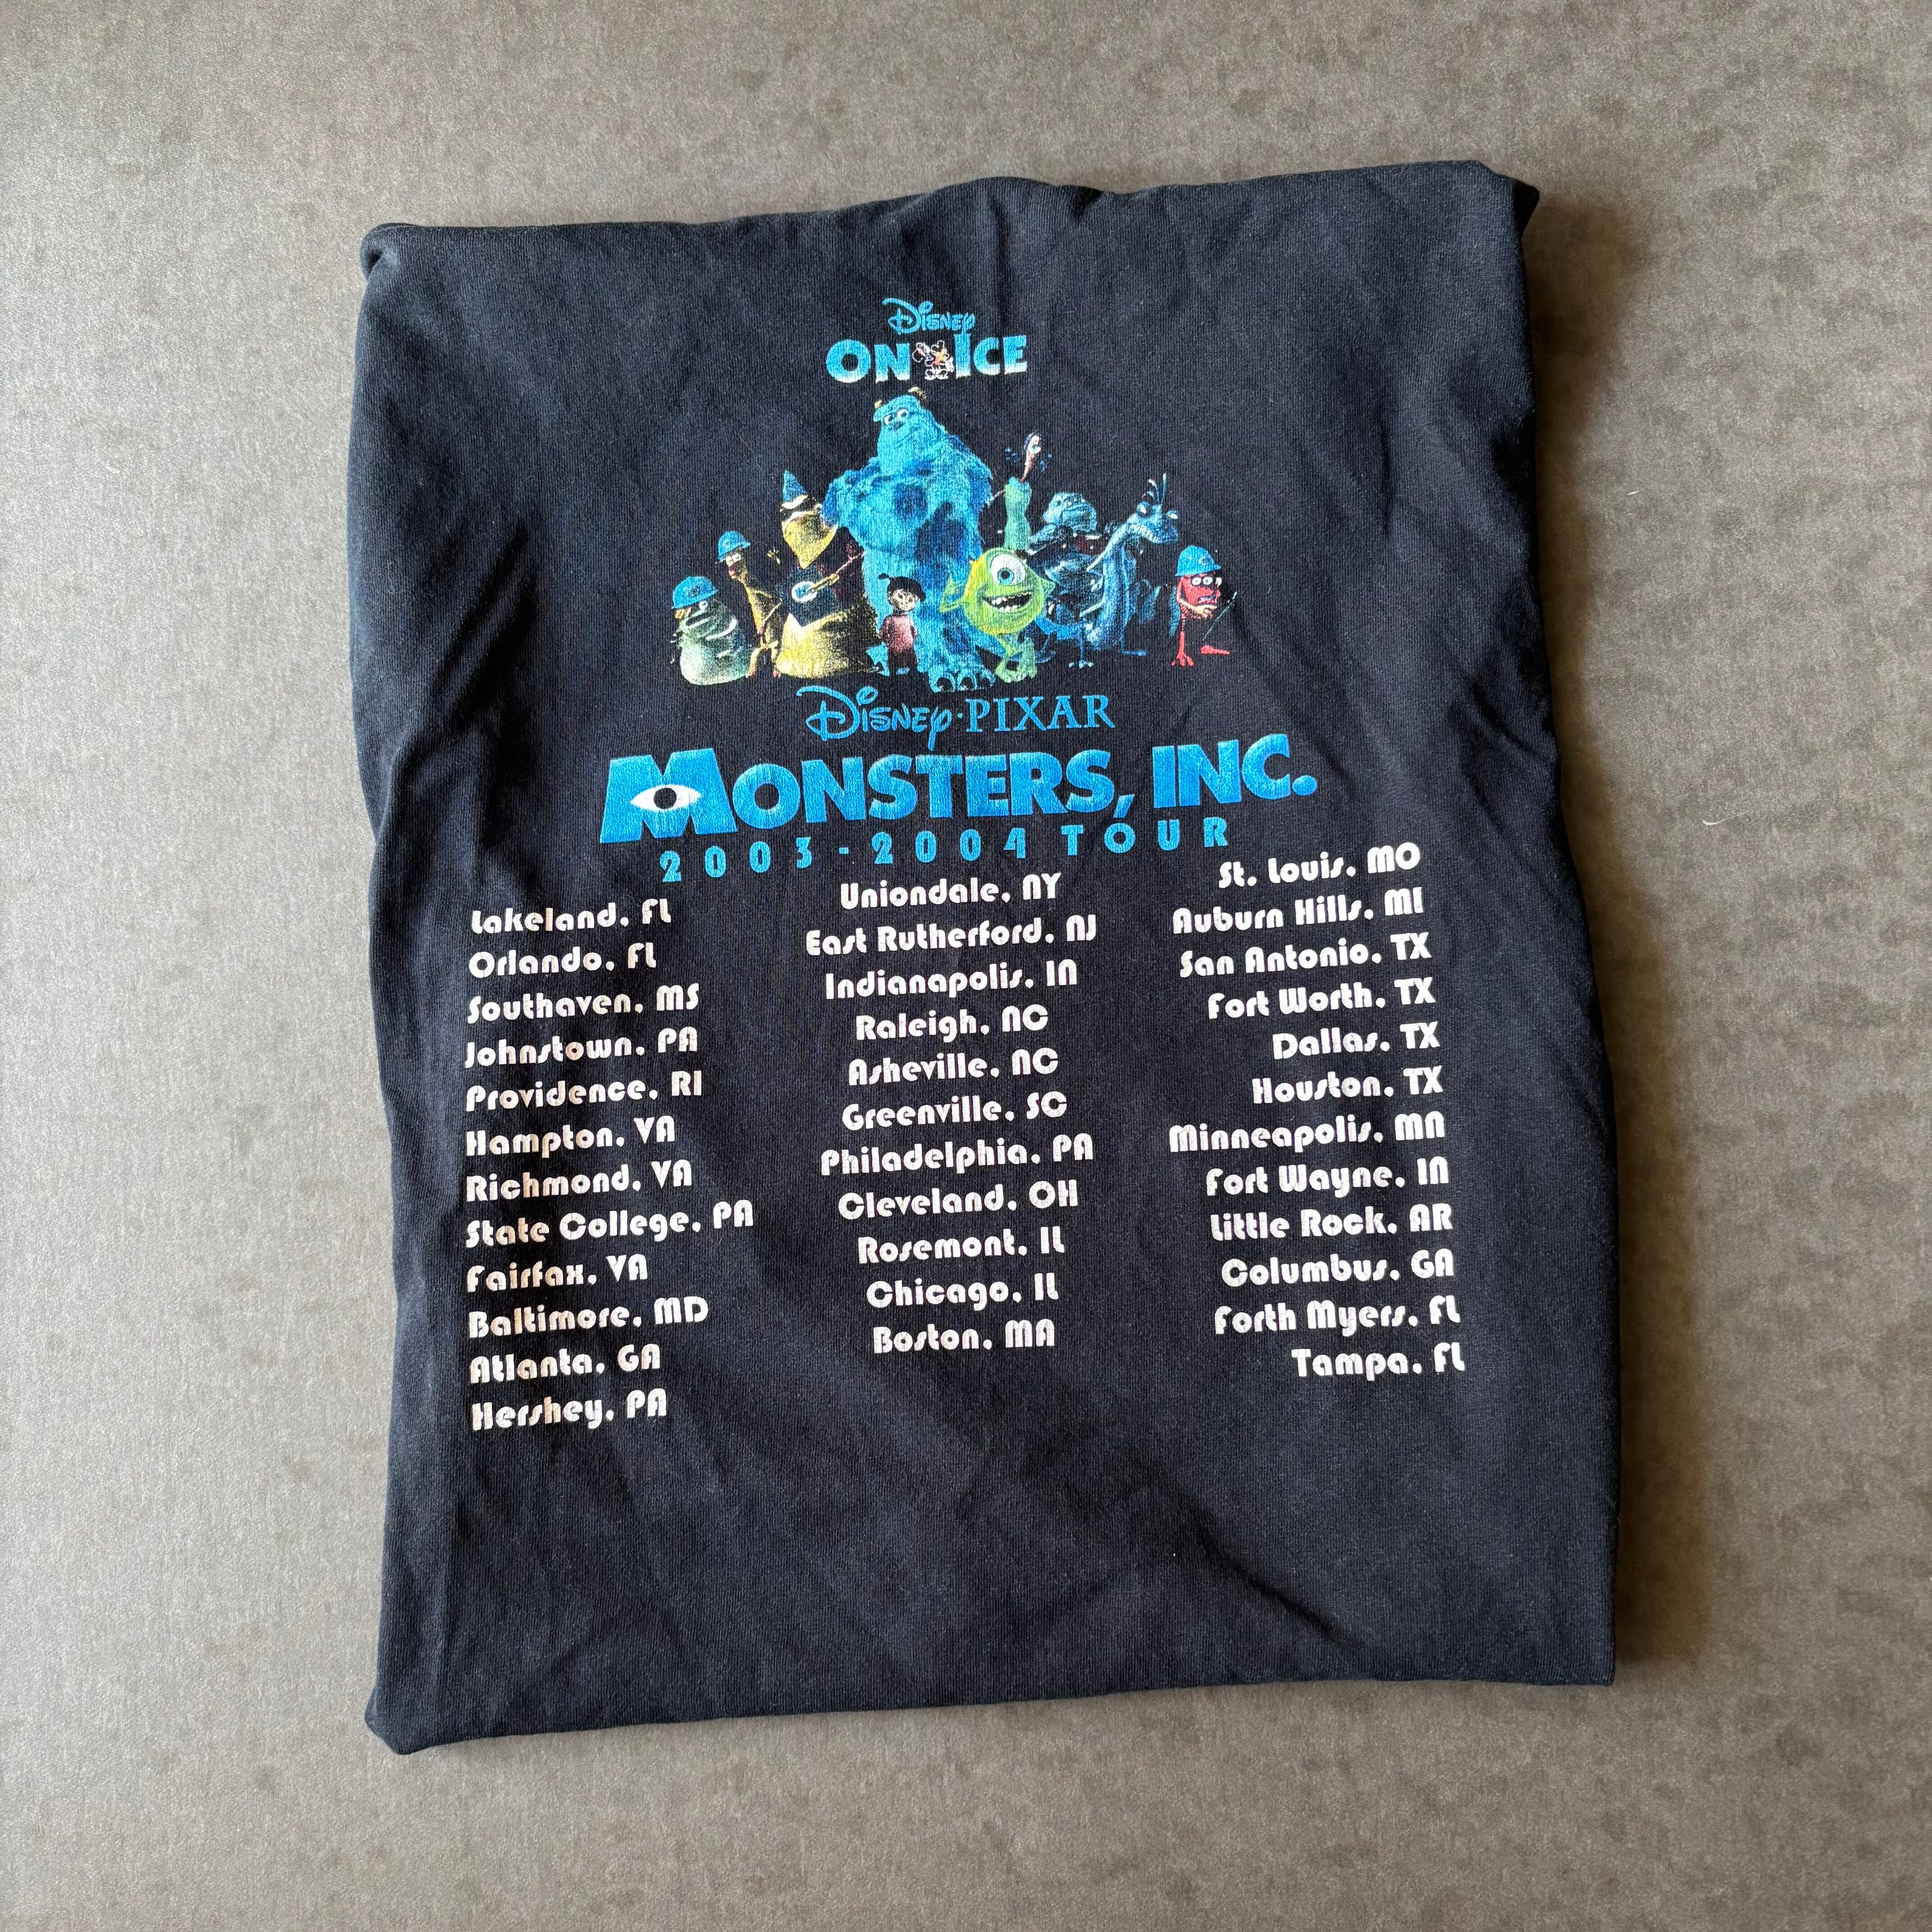 Disney
ON ICE
Disney·PIXAR
MONSTERS, INC.
2003-2004 TOUR
Lakeland, FL
Orlando, FL
Southaven, MS
Johnstown, PA
Providence, RI
Hampton, VA
Richmond, VA
State College, PA
Fairfax, VA
Baltimore, MD
Atlanta, GA
Hershey, PA
Uniondale, NY
East Rutherford, NJ
Indianapolis, IN
Raleigh, NC
Asheville, NC
Greenville, SC
Philadelphia, PA
Cleveland, OH
Rosemont, IL
Chicago, IL
Boston, MA
St. Louis, MO
Auburn Hills, MI
San Antonio, TX
Fort Worth, TX
Dallas, TX
Houston, TX
Minneapolis, MN
Fort Wayne, IN
Little Rock, AR
Columbus, GA
Forth Myers, FL
Tampa, FL